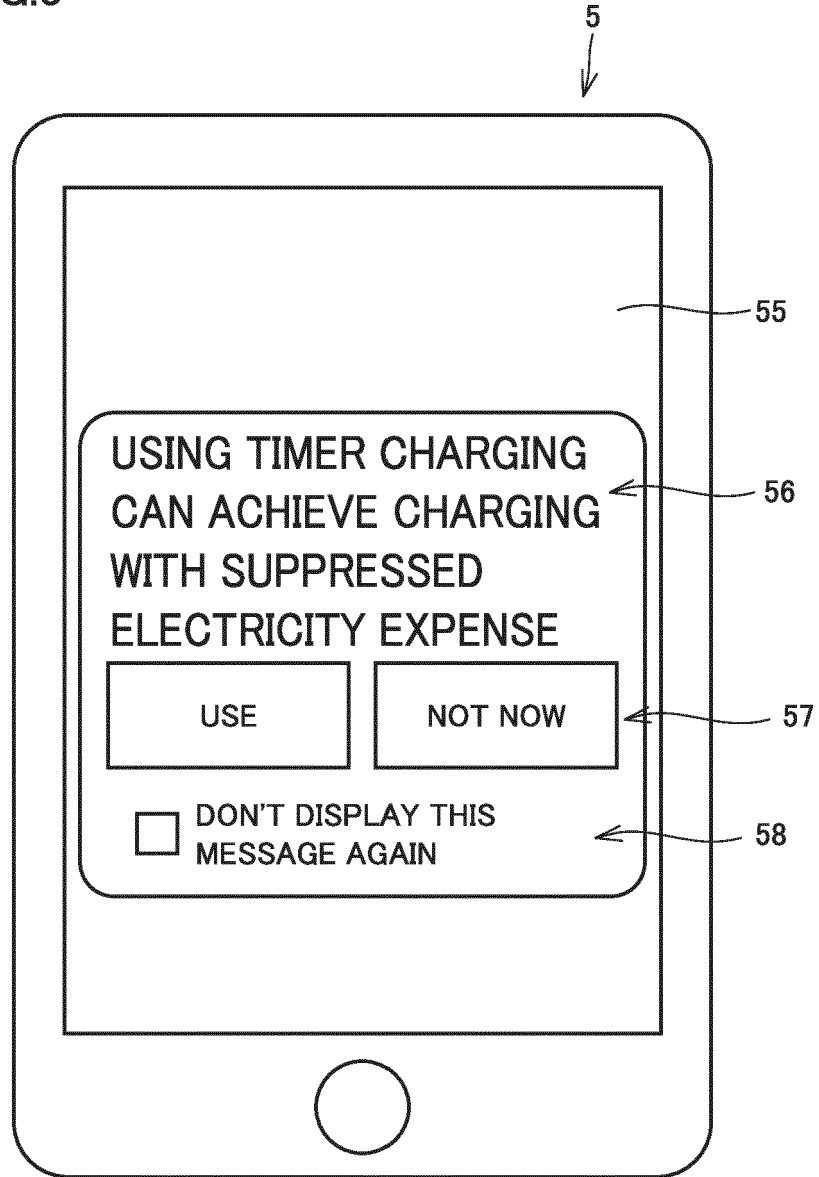 5
55
USING TIMER CHARGING
CAN ACHIEVE CHARGING
56
WITH SUPPRESSED
ELECTRICITY EXPENSE
USE
NOT NOW
57
DON'T DISPLAY THIS
MESSAGE AGAIN
58